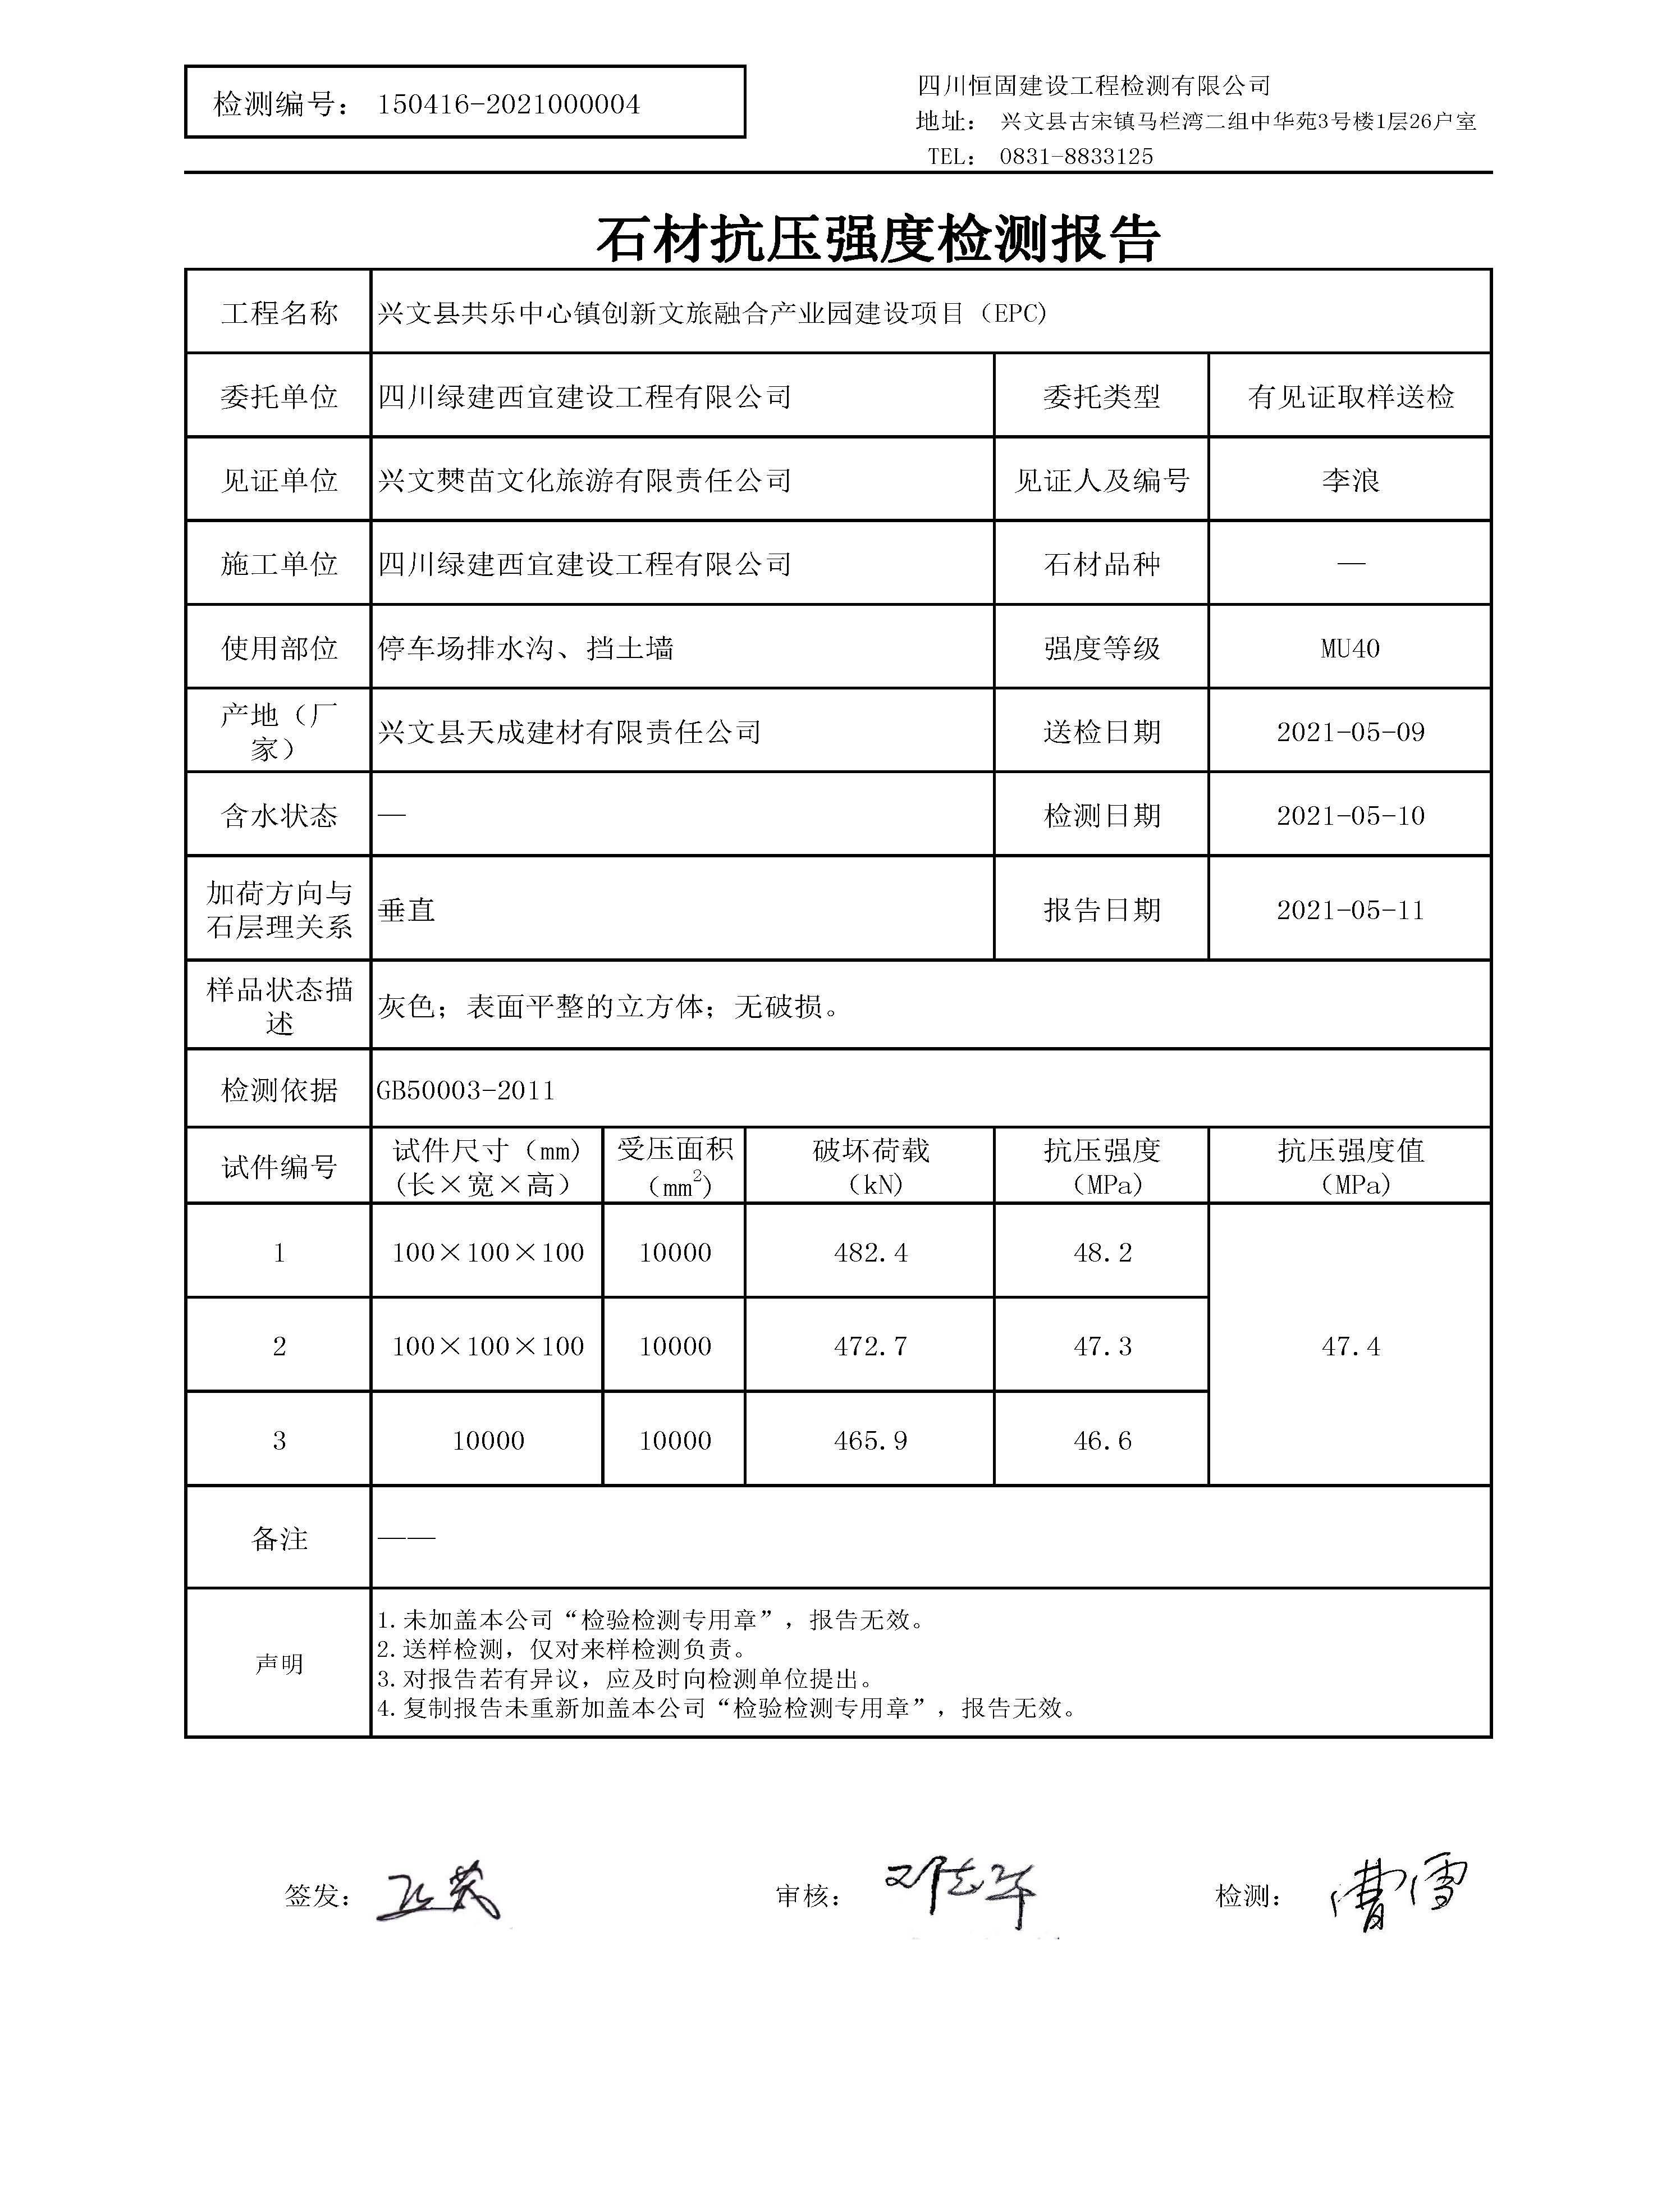 检测编号： 150416-2021000004
四川恒固建设工程检测有限公司
地址： 兴文县古宋镇马栏湾二组中华苑3号楼1层26户室
TEL： 0831-8833125
石材抗压强度检测报告
工程名称 兴文县共乐中心镇创新文旅融合产业园建设项目（EPC）
委托单位 四川绿建西宜建设工程有限公司 委托类型 有见证取样送检
见证单位 兴文僰苗文化旅游有限责任公司 见证人及编号 李浪
施工单位 四川绿建西宜建设工程有限公司 石材品种 —
使用部位 停车场排水沟、挡土墙 强度等级 MU40
产地（厂
家） 兴文县天成建材有限责任公司 送检日期 2021-05-09
含水状态 — 检测日期 2021-05-10
加荷方向与
石层理关系 垂直 报告日期 2021-05-11
样品状态描
述 灰色；表面平整的立方体；无破损。
检测依据 GB50003-2011
试件编号 试件尺寸（mm）
（长×宽×高） 受压面积
（mm²） 破坏荷载
（kN） 抗压强度
（MPa） 抗压强度值
（MPa）
1 100×100×100 10000 482.4 48.2
2 100×100×100 10000 472.7 47.3 47.4
3 10000 10000 465.9 46.6
备注 ——
声明
1.未加盖本公司“检验检测专用章”，报告无效。
2.送样检测，仅对来样检测负责。
3.对报告若有异议，应及时向检测单位提出。
4.复制报告未重新加盖本公司“检验检测专用章”，报告无效。
签发： 审核： 邓志华 检测： 曹雪